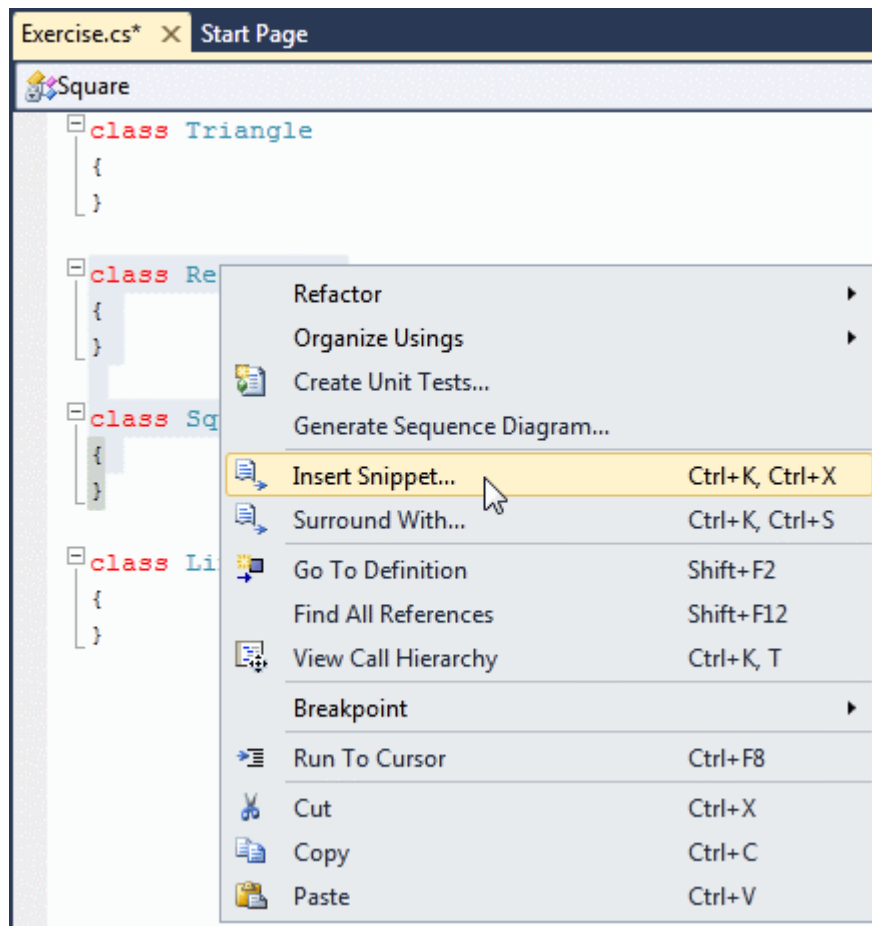 Exercise.cs* Start Page
Square
class Triangle
{
}
class Re
{
}
class Sq
{
}
class Li
{
}
Refactor
Organize Usings
Create Unit Tests...
Generate Sequence Diagram...
Insert Snippet... Ctrl+K, Ctrl+X
Surround With... Ctrl+K, Ctrl+S
Go To Definition Shift+F2
Find All References Shift+F12
View Call Hierarchy Ctrl+K, T
Breakpoint
Run To Cursor Ctrl+F8
Cut Ctrl+X
Copy Ctrl+C
Paste Ctrl+V